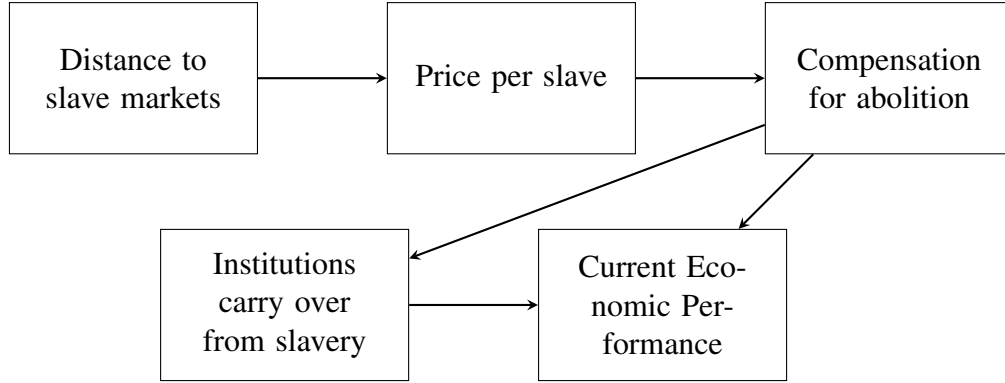 Distance to
slave markets
Price per slave
Compensation
for abolition
Institutions
carry over
from slavery
Current Eco-
nomic Per-
formance